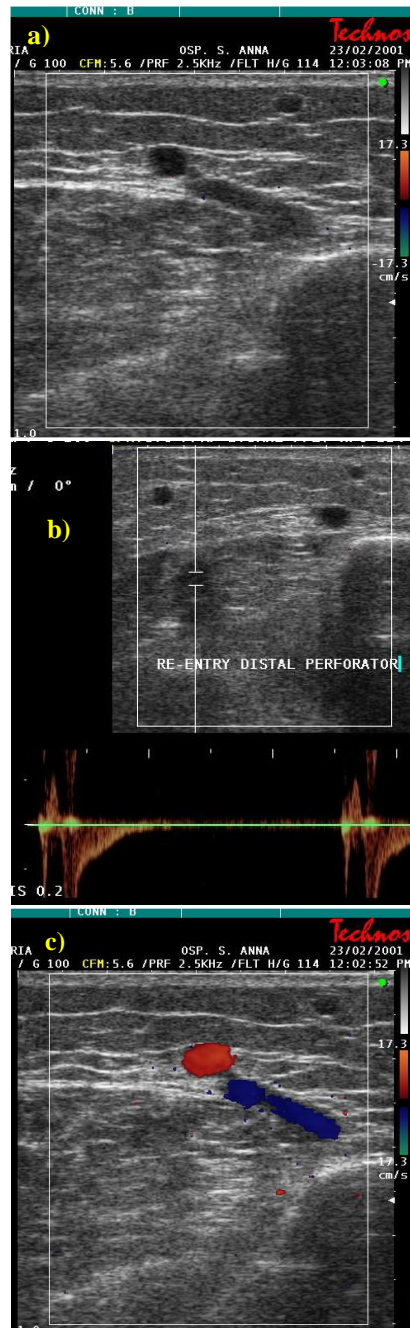 CONN : B
a)
Technos
RIA OSP. S. ANNA 23/02/2001
/ G 100 CFM:5.6 /PRF 2.5KHz /FLT H/G 114 12:03:08 PM
17.3
-17.3
cm/s
1.0
z
m / 0°
b)
RE-ENTRY DISTAL PERFORATOR
IS 0.2
CONN : B
c)
Technos
RIA OSP. S. ANNA 23/02/2001
/ G 100 CFM:5.6 /PRF 2.5KHz /FLT H/G 114 12:02:52 PM
17.3
17.3
cm/s
1.0